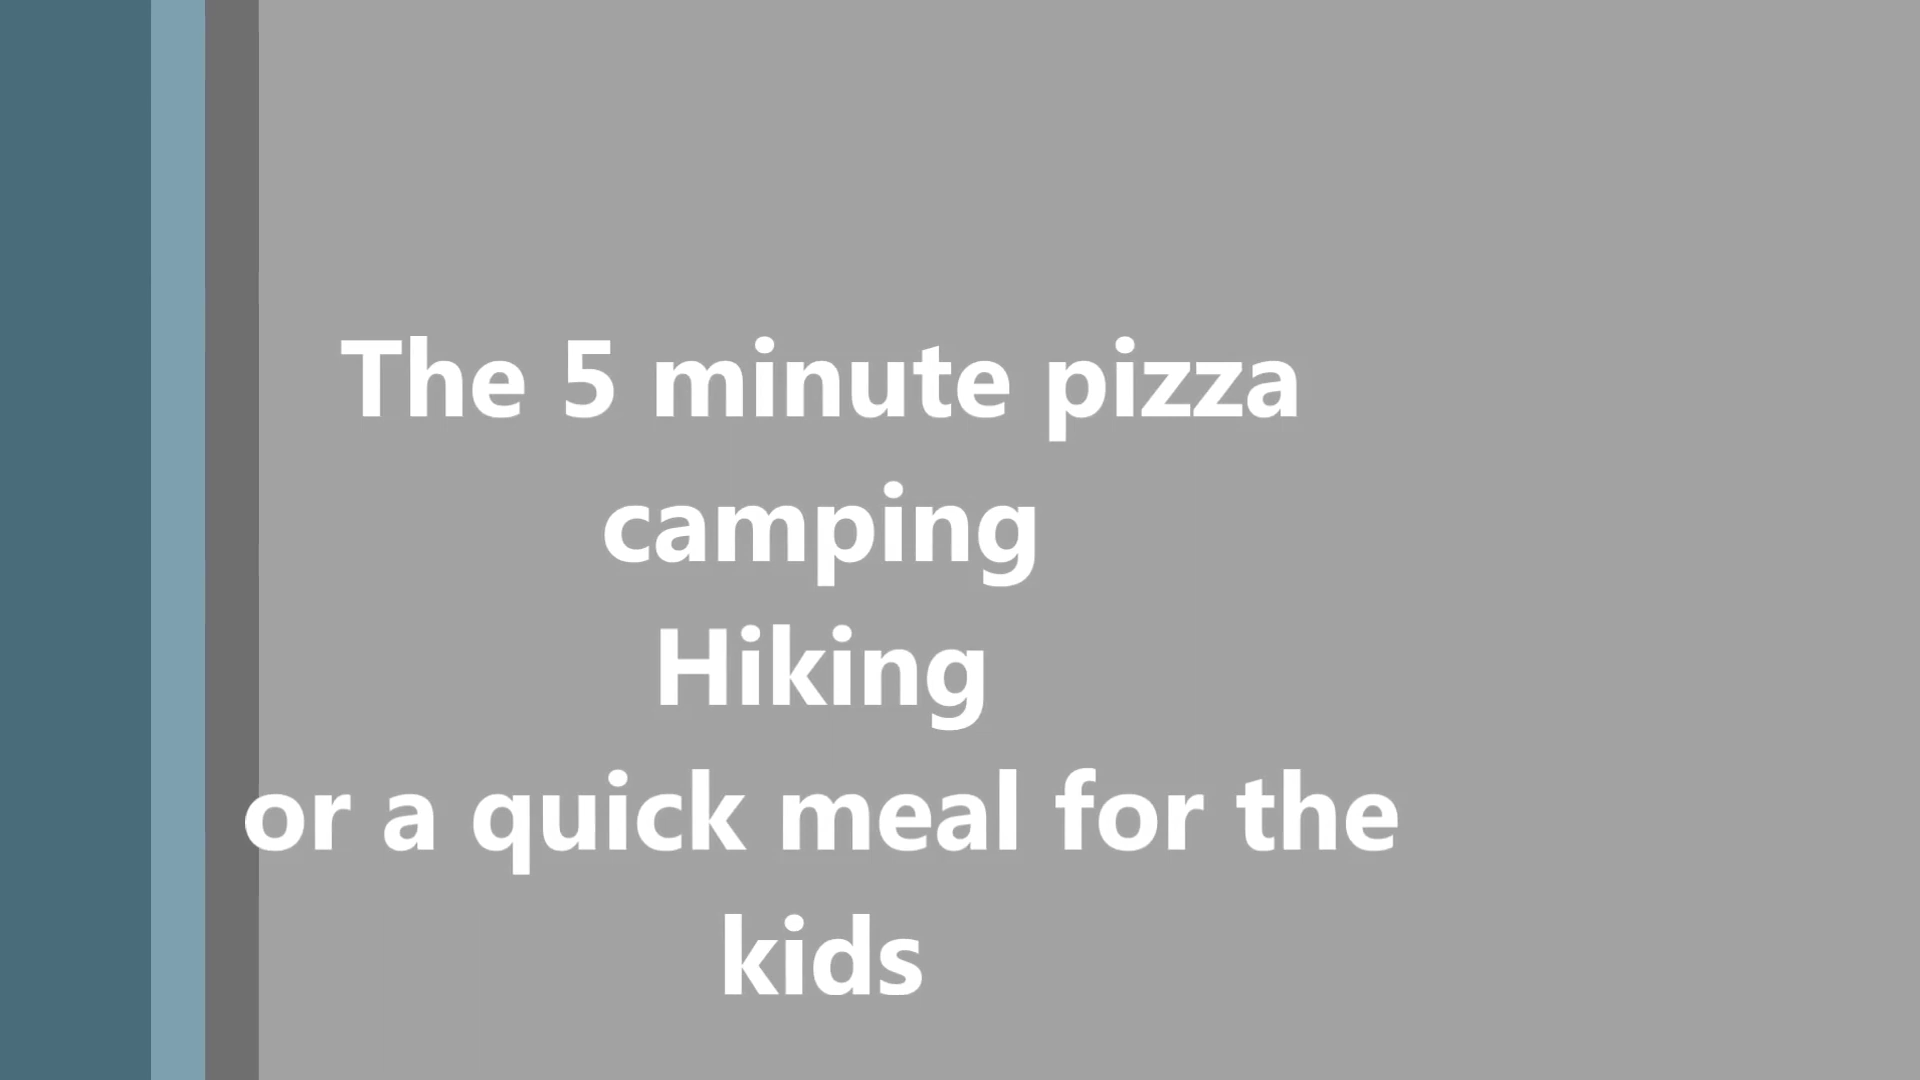 The 5 minute pizza
camping
Hiking
or a quick meal for the
kids